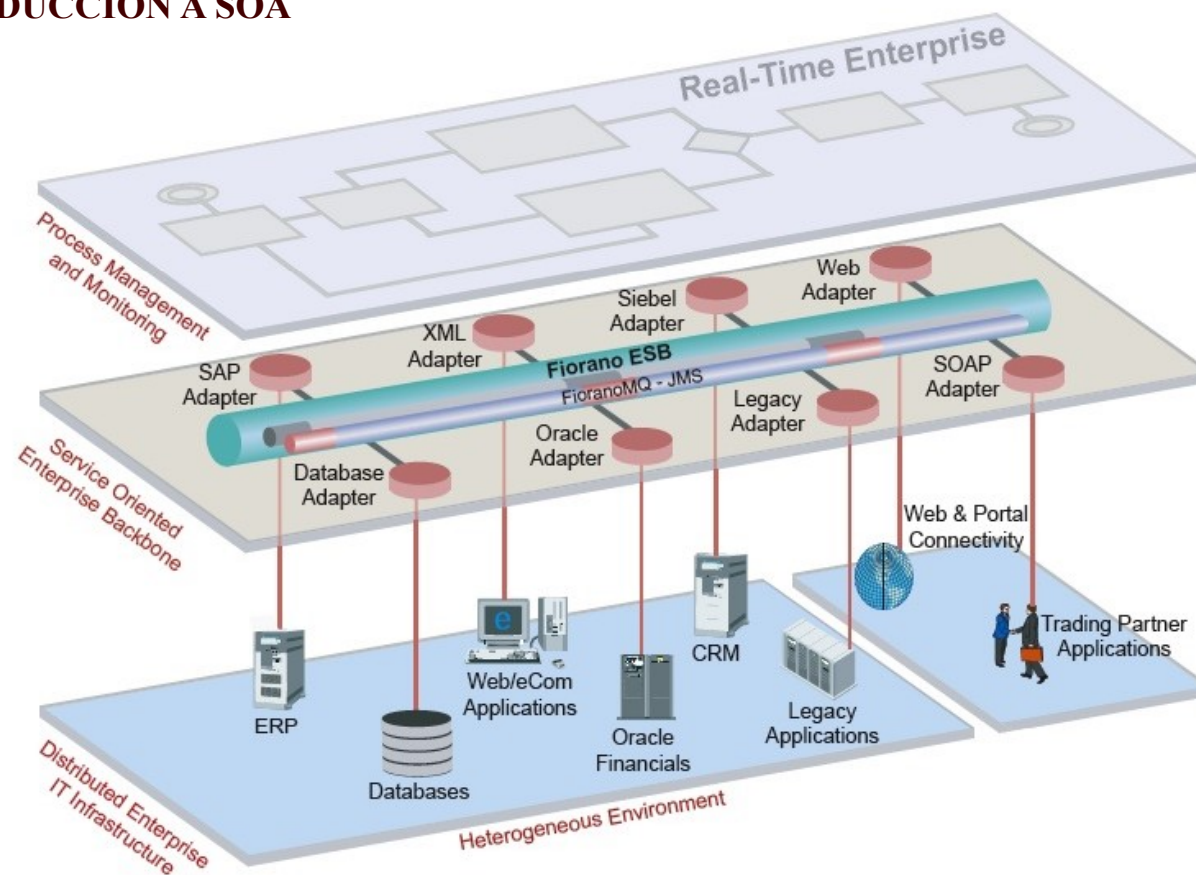 DUCCIÓN A SOA
Real-Time Enterprise
Process Management
and Monitoring
Web
Adapter
Siebel
Adapter
XML
Adapter
SAP
Adapter
Fiorano ESB
FioranoMQ - JMS
SOAP
Adapter
Legacy
Adapter
Oracle
Adapter
Database
Adapter
Service Oriented
Enterprise Backbone
Web & Portal
Connectivity
Trading Partner
Applications
CRM
e
Web/eCom
Applications
ERP
Legacy
Applications
Oracle
Financials
Databases
Distributed Enterprise
IT Infrastructure
Heterogeneous Environment